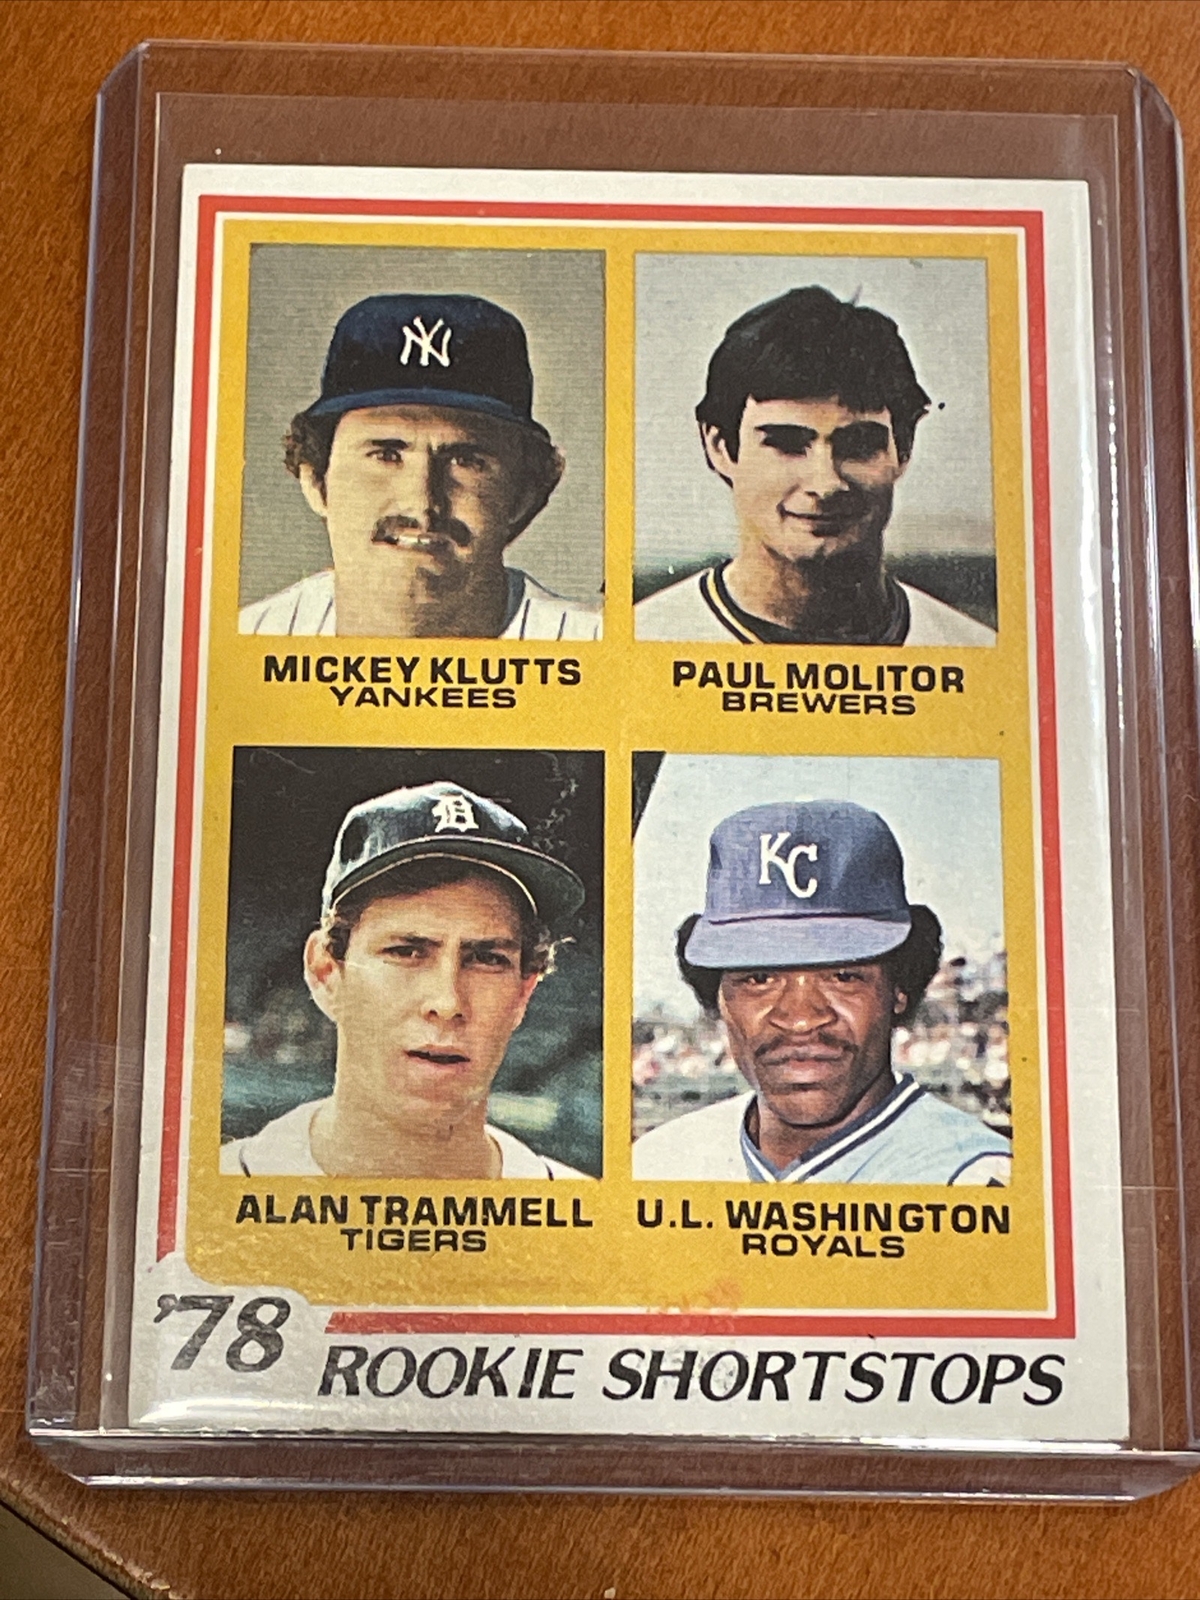 NY
MICKEY KLUTTS
YANKEES
PAUL MOLITOR
BREWERS
D
ALAN TRAMMELL
TIGERS
KC
U.L. WASHINGTON
ROYALS
'78
ROOKIE SHORTSTOPS